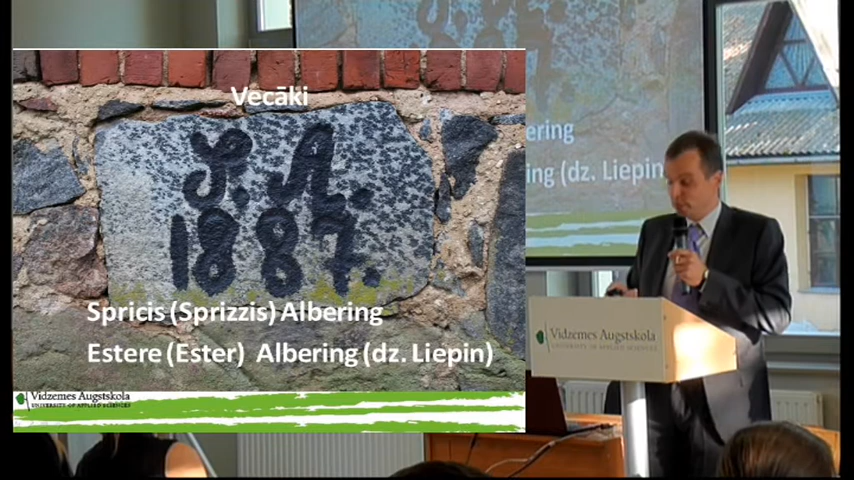 Vecāki
S. A.
1887.
Spricis (Sprizzis) Albering
Estere (Ester) Albering (dz. Liepin)
Vidzemes Augstskola
UNIVERSITY OF APPLIED SCIENCES
ering
ing (dz. Liepin
Vidzemes Augstskola
UNIVERSITY OF APPLIED SCIENCES